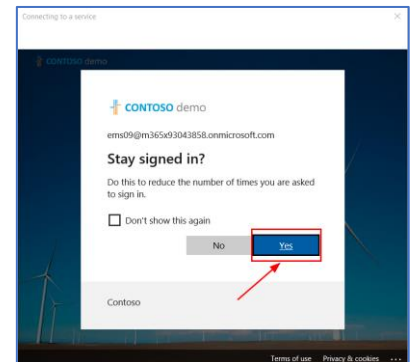 Connecting to a service
CONTOSO demo
CONTOSO demo
ems09@m365x93043858.onmicrosoft.com
Stay signed in?
Do this to reduce the number of times you are asked
to sign in.
Don't show this again
No Yes
Contoso
Terms of use Privacy & cookies ...